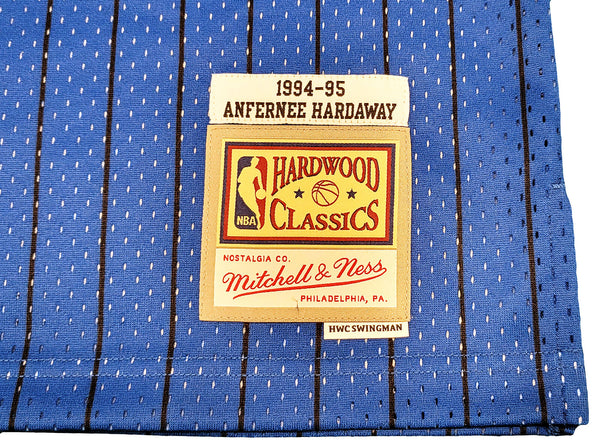 1994-95
ANFERNEE HARDAWAY
HARDWOOD
CLASSICS
NBA
NOSTALGIA CO.
Mitchell & Ness
PHILADELPHIA, PA.
HWC SWINGMAN